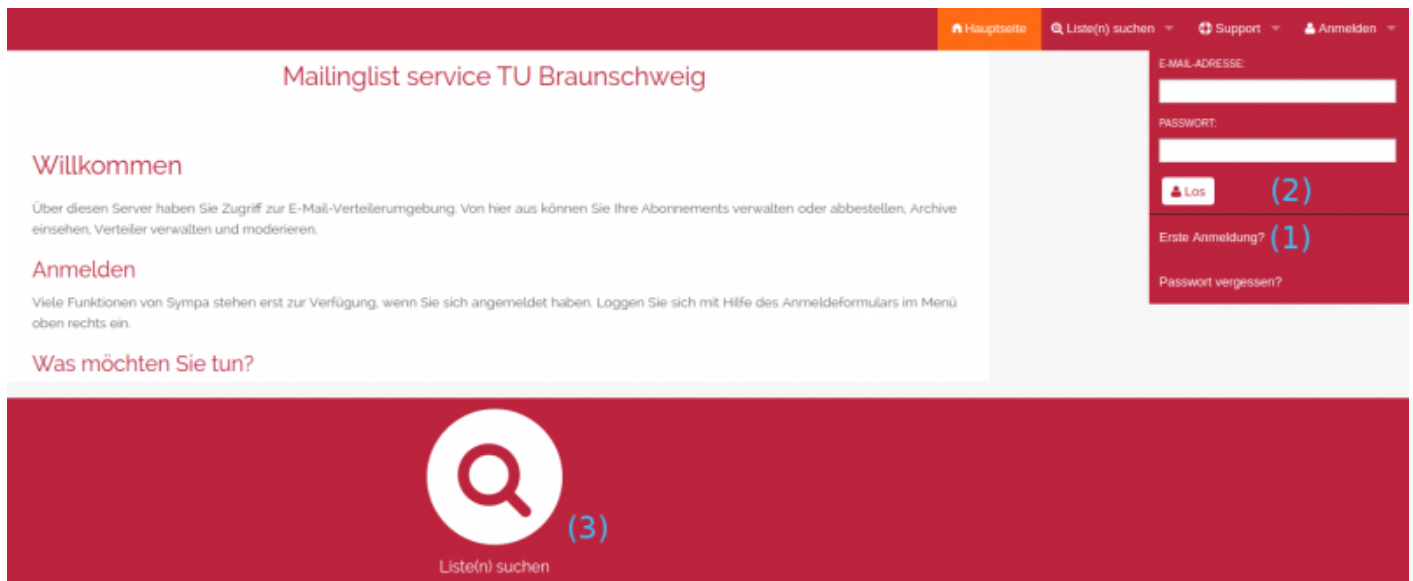 Hauptseite
Liste(n) suchen
Support
Anmelden
Mailinglist service TU Braunschweig
E-MAIL-ADRESSE:
PASSWORT:
Los
(2)
Erste Anmeldung? (1)
Passwort vergessen?
Willkommen
Über diesen Server haben Sie Zugriff zur E-Mail-Verteilerumgebung. Von hier aus können Sie Ihre Abonnements verwalten oder abbestellen, Archive
einsehen, Verteiler verwalten und moderieren.
Anmelden
Viele Funktionen von Sympa stehen erst zur Verfügung, wenn Sie sich angemeldet haben. Loggen Sie sich mit Hilfe des Anmeldeformulars im Menü
oben rechts ein.
Was möchten Sie tun?
(3)
Liste(n) suchen